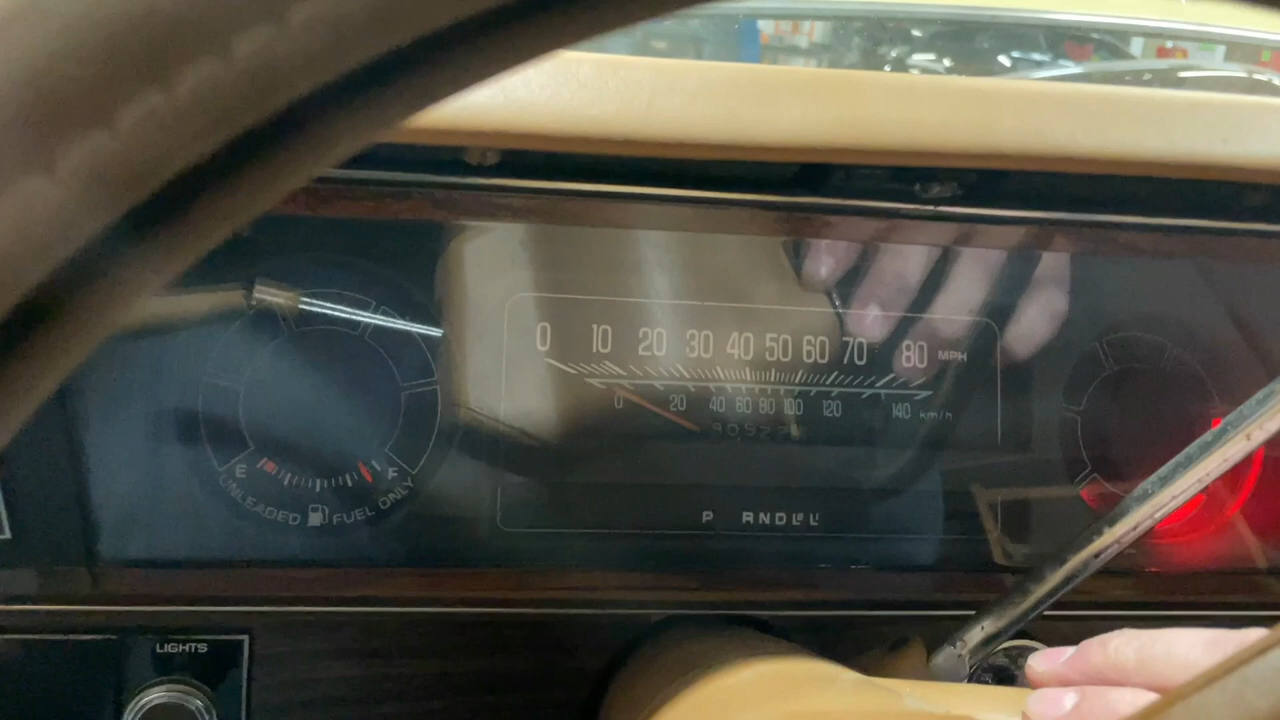 0 10 20 30 40 50 60 70 80 MPH
0 20 40 60 80 100 120 140 km/h
E F
UNLEADED FUEL ONLY
P RND
LIGHTS